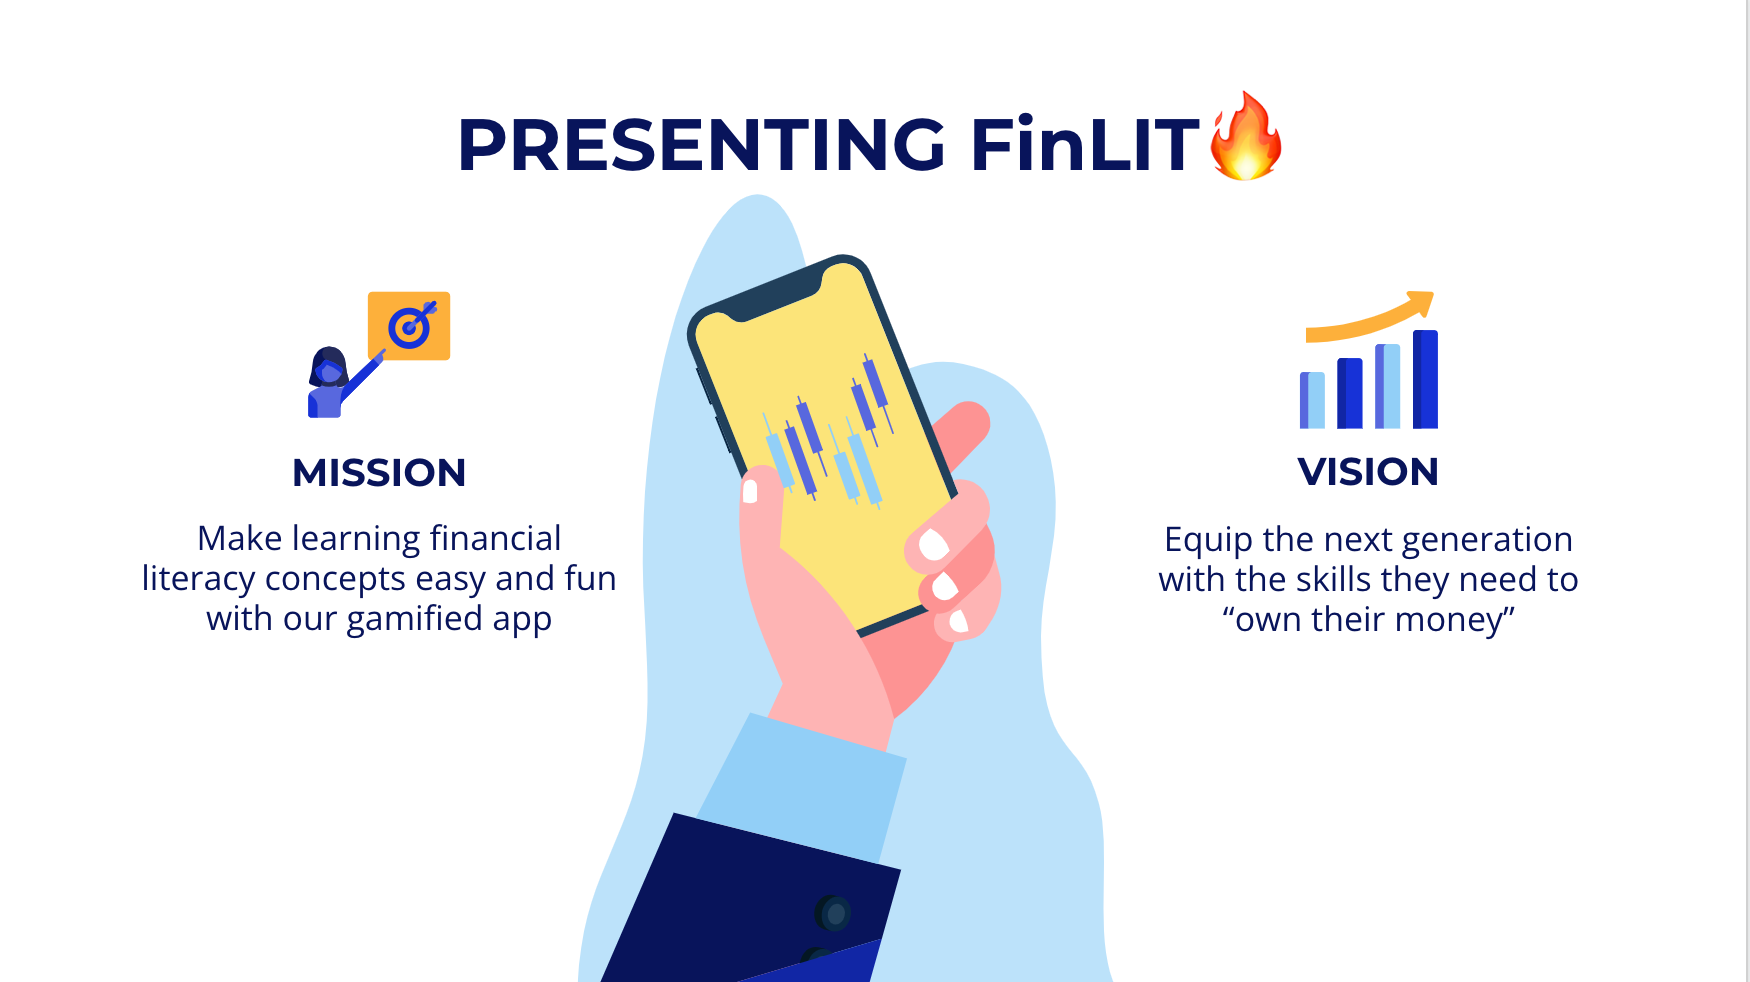 PRESENTING FinLIT🔥
MISSION
Make learning financial
literacy concepts easy and fun
with our gamified app
VISION
Equip the next generation
with the skills they need to
“own their money”